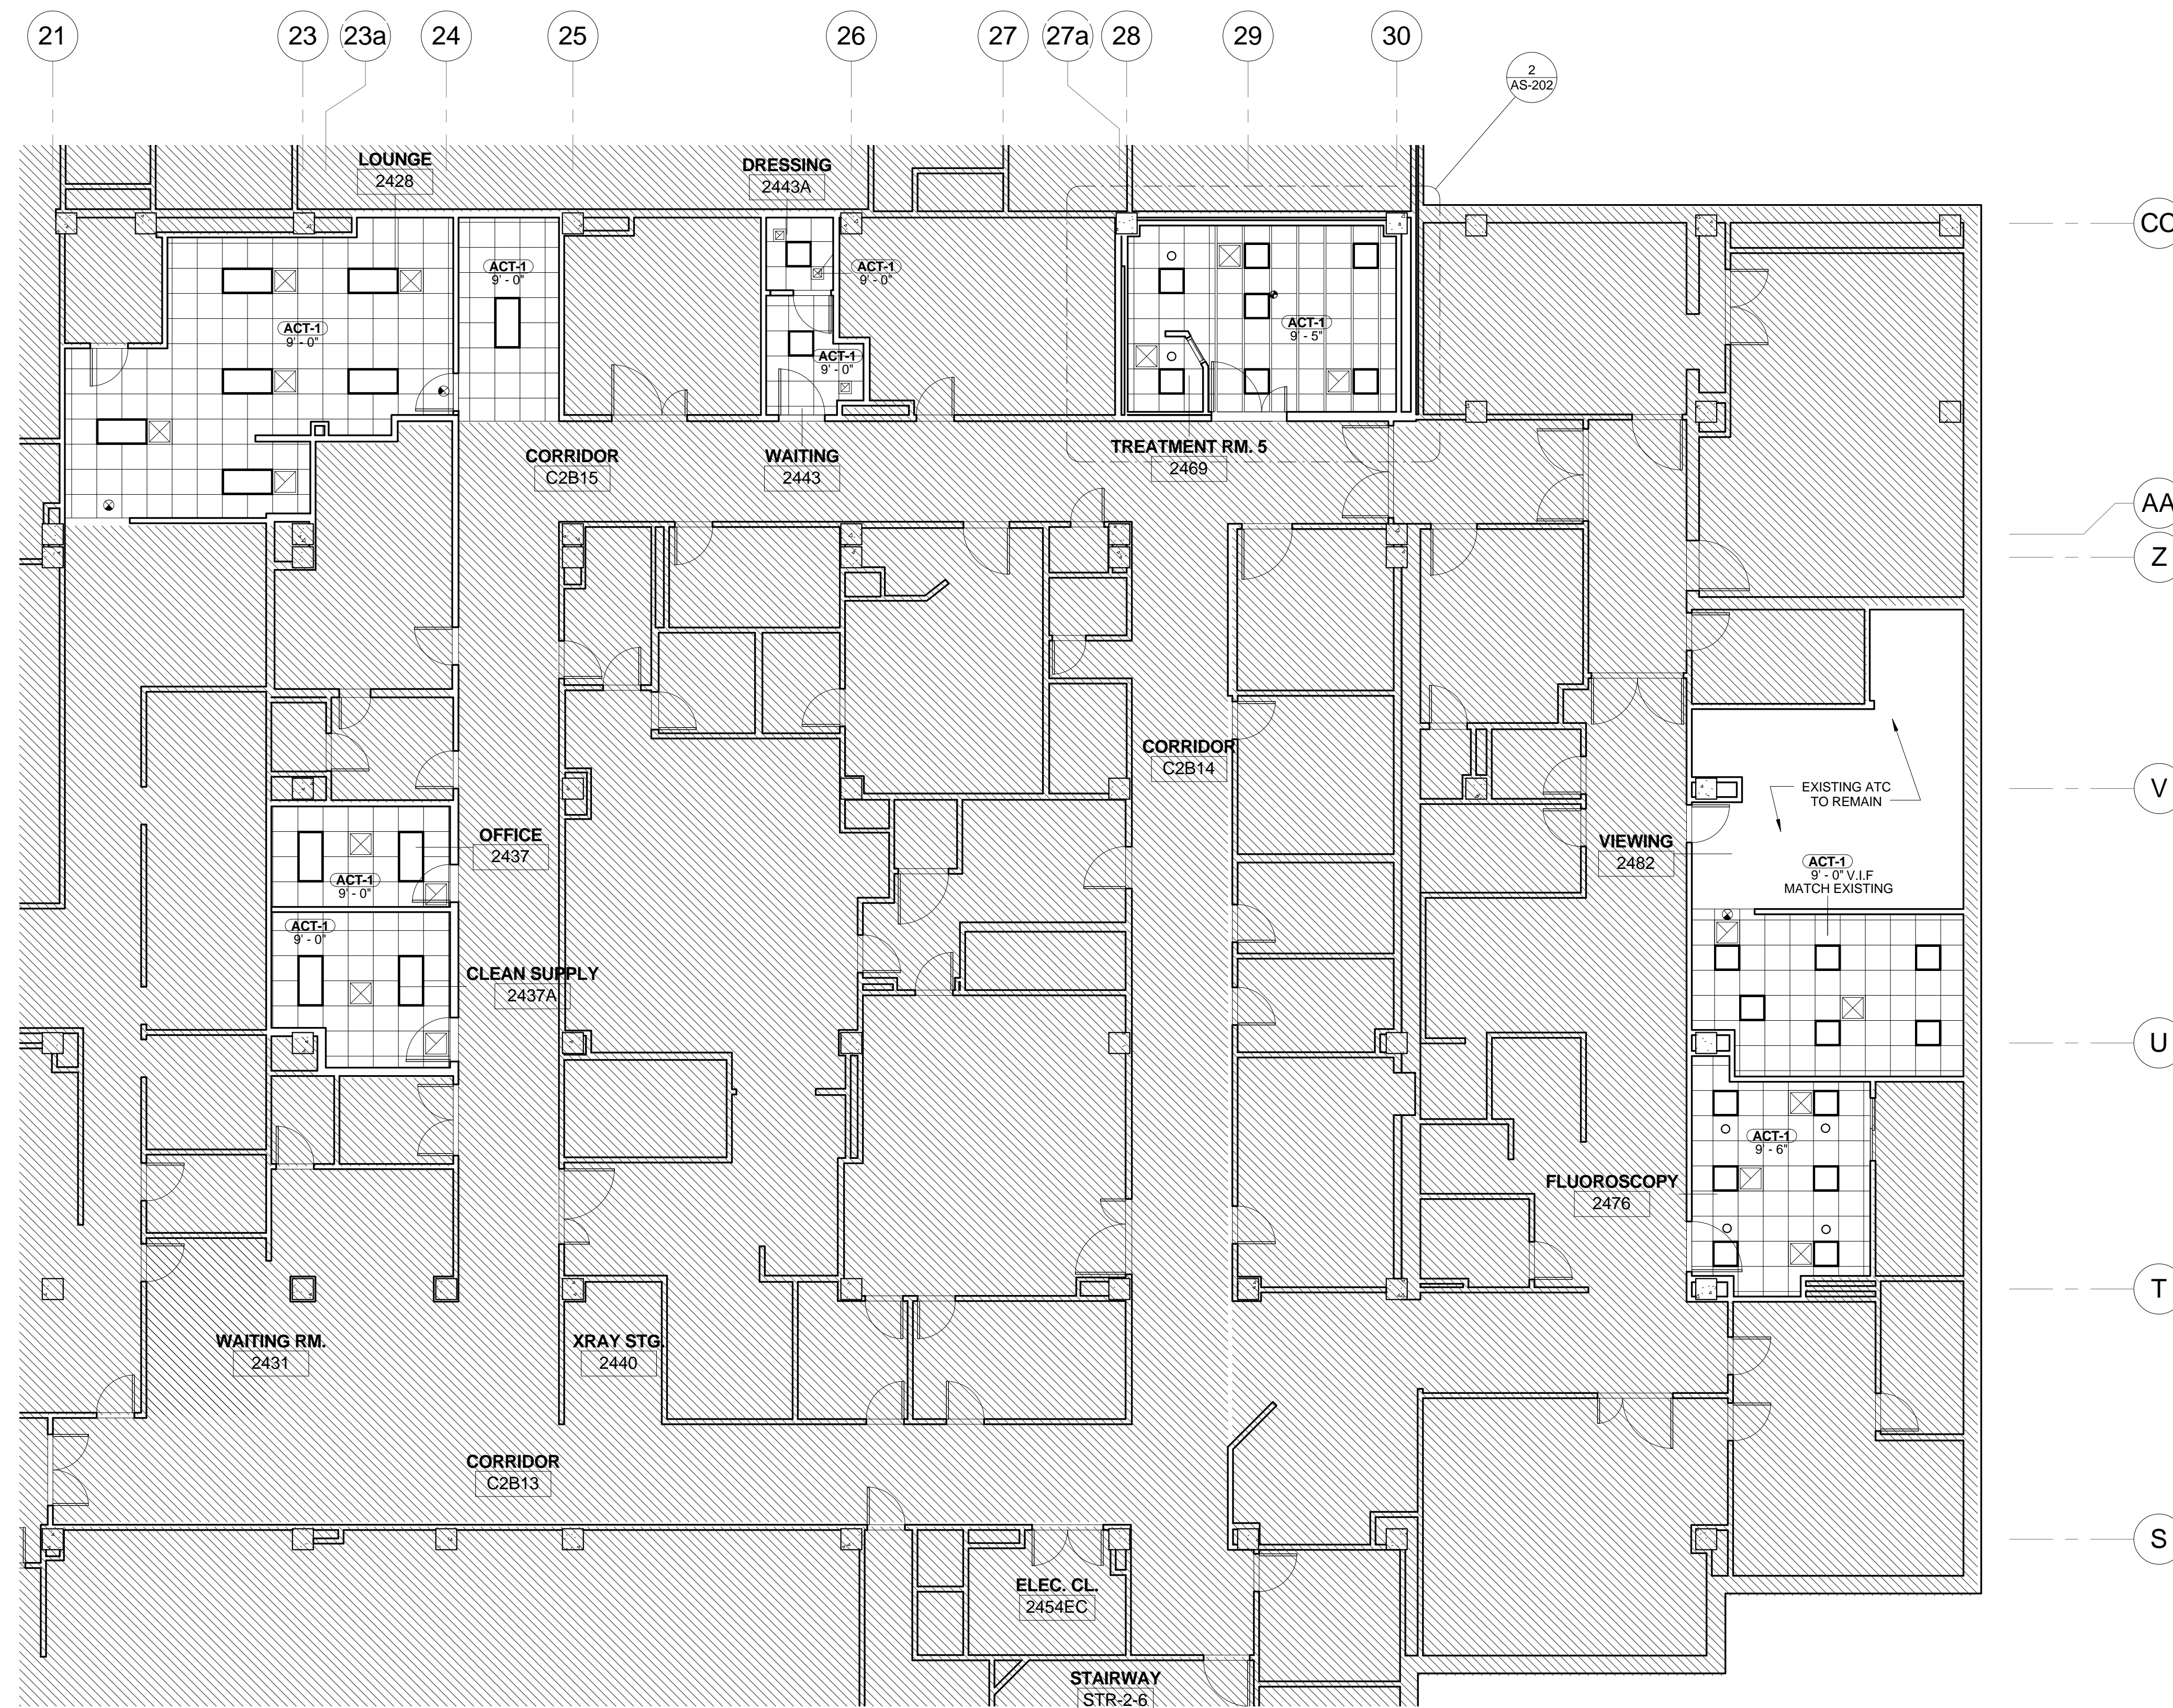 21
23
23a
24
25
26
27
27a
28
29
30
2
AS-202
LOUNGE
2428
DRESSING
2443A
ACT-1
9' - 0"
ACT-1
9' - 0"
ACT-1
9' - 0"
ACT-1
9' - 5"
ACT-1
9' - 0"
CORRIDOR
C2B15
WAITING
2443
TREATMENT RM. 5
2469
AA
Z
CORRIDOR
C2B14
V
EXISTING ATC
TO REMAIN
OFFICE
2437
VIEWING
2482
ACT-1
9' - 0" V.I.F
MATCH EXISTING
ACT-1
9' - 0"
ACT-1
9' - 0"
CLEAN SUPPLY
2437A
U
ACT-1
9' - 6"
FLUOROSCOPY
2476
T
WAITING RM.
2431
XRAY STG.
2440
CORRIDOR
C2B13
S
ELEC. CL.
2454EC
STAIRWAY
STR-2-6